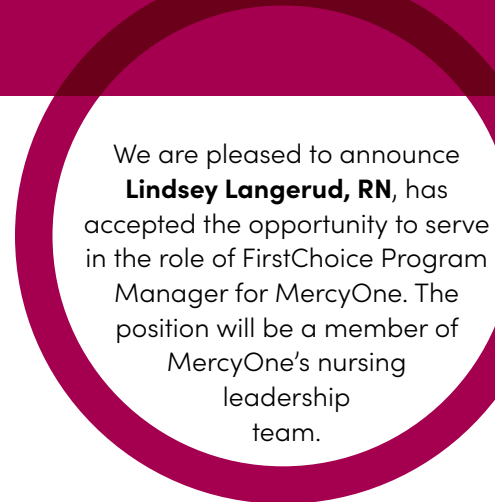 We are pleased to announce
Lindsey Langerud, RN, has
accepted the opportunity to serve
in the role of FirstChoice Program
Manager for MercyOne. The
position will be a member of
MercyOne’s nursing
leadership
team.